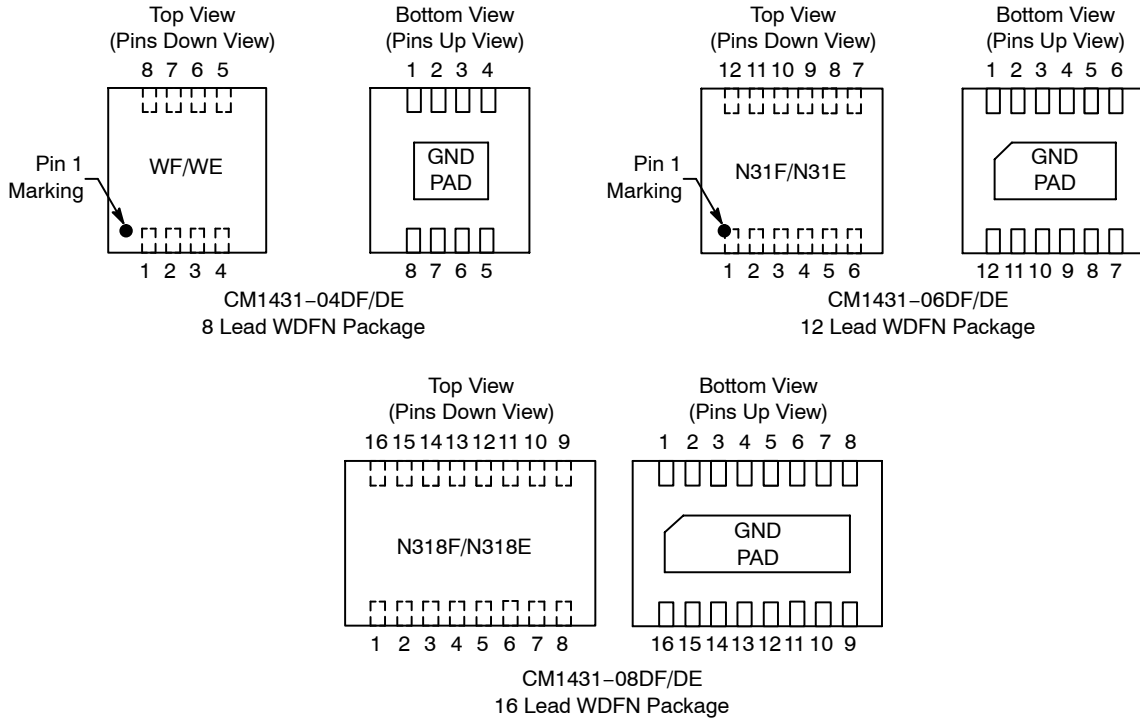 Top View
(Pins Down View)
8 7 6 5
WF/WE
Pin 1
Marking
1 2 3 4
Bottom View
(Pins Up View)
1 2 3 4
GND
PAD
8 7 6 5
CM1431−04DF/DE
8 Lead WDFN Package
Top View
(Pins Down View)
12 11 10 9 8 7
N31F/N31E
Pin 1
Marking
1 2 3 4 5 6
Bottom View
(Pins Up View)
1 2 3 4 5 6
GND
PAD
12 11 10 9 8 7
CM1431−06DF/DE
12 Lead WDFN Package
Top View
(Pins Down View)
16 15 14 13 12 11 10 9
N318F/N318E
1 2 3 4 5 6 7 8
Bottom View
(Pins Up View)
1 2 3 4 5 6 7 8
GND
PAD
16 15 14 13 12 11 10 9
CM1431−08DF/DE
16 Lead WDFN Package